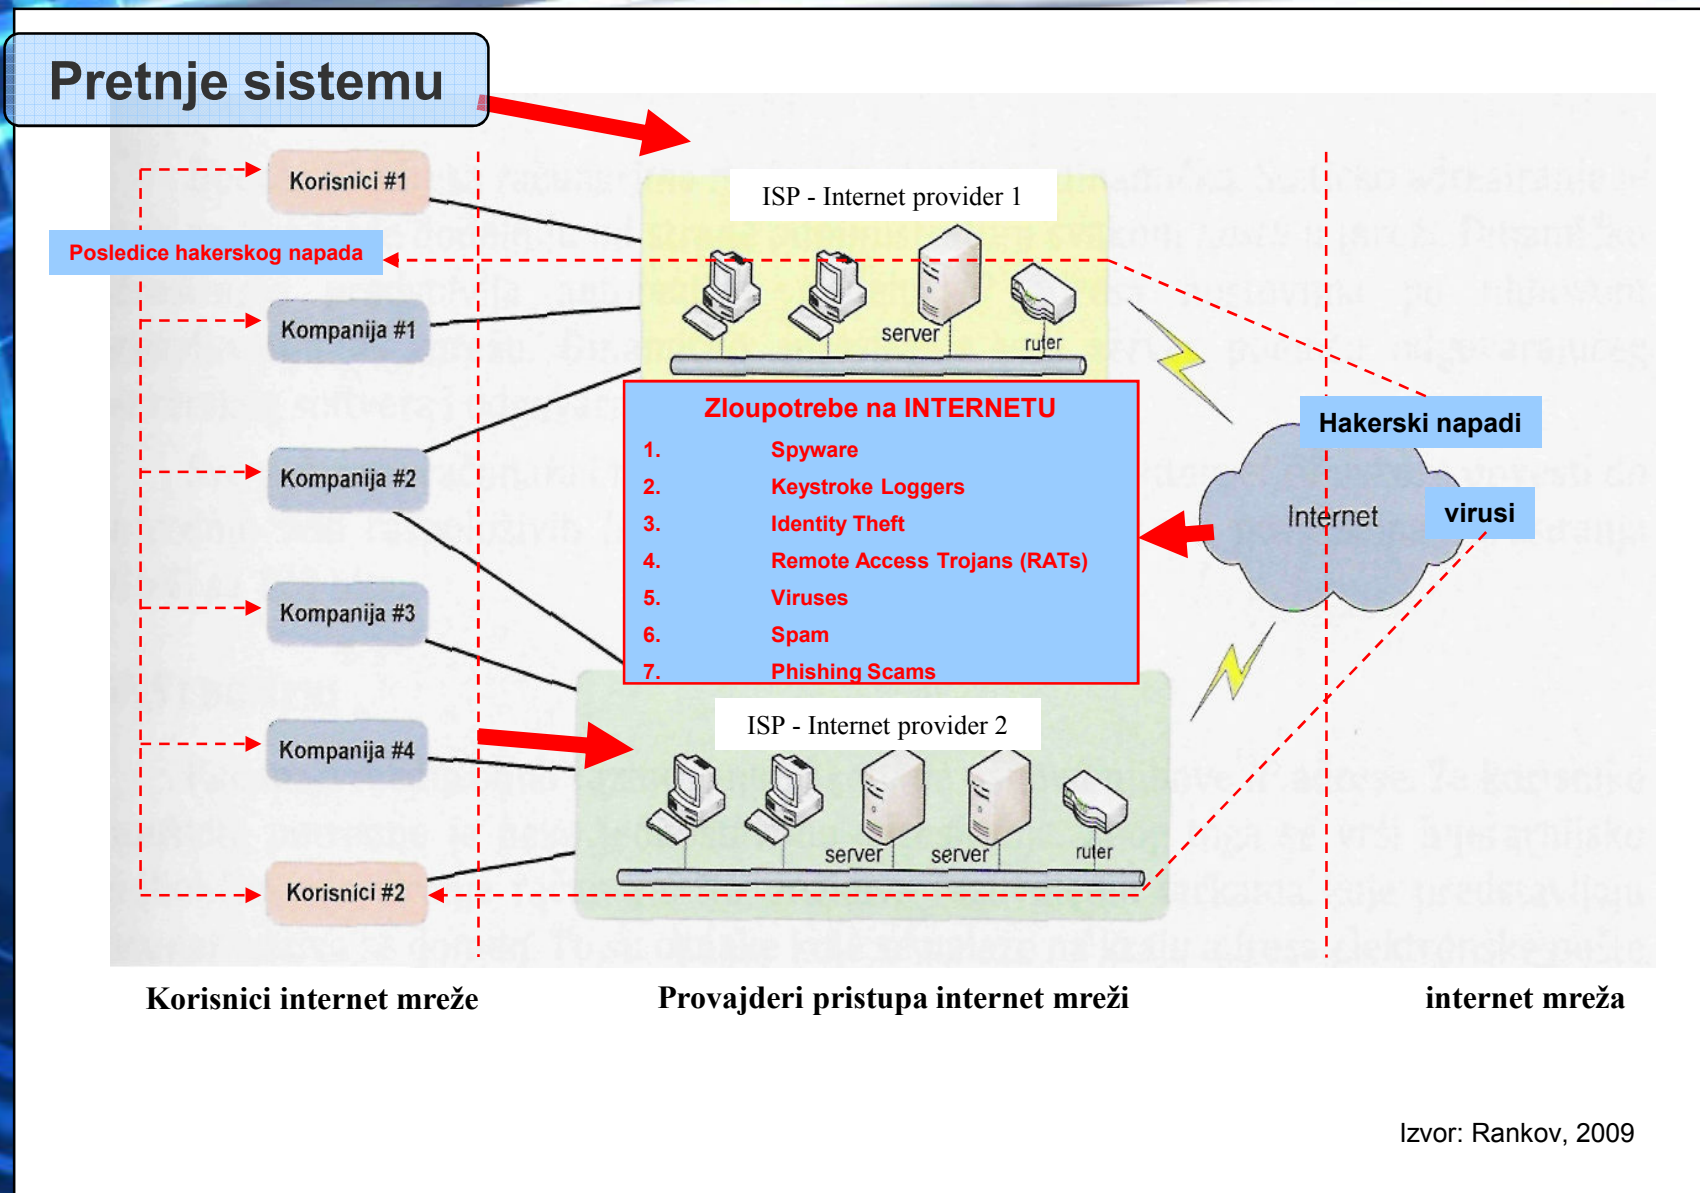 Pretnje sistemu
Korisnici #1
ISP - Internet provider 1
Posledice hakerskog napada
Kompanija #1
server
ruter
Zloupotrebe na INTERNETU
1. Spyware
2. Keystroke Loggers
3. Identity Theft
4. Remote Access Trojans (RATs)
5. Viruses
6. Spam
7. Phishing Scams
Hakerski napadi
Kompanija #2
Internet
virusi
Kompanija #3
ISP - Internet provider 2
Kompanija #4
server
server
ruter
Korisnici #2
Korisnici internet mreže
Provajderi pristupa internet mreži
internet mreža
Izvor: Rankov, 2009